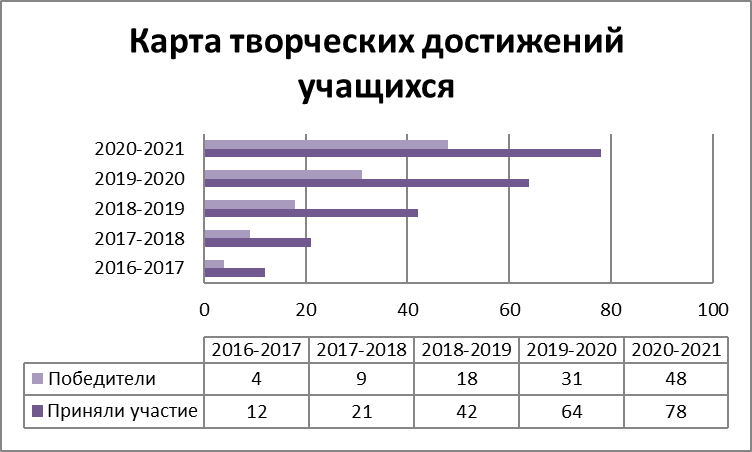 Карта творческих достижений
учащихся
2020-2021
2019-2020
2018-2019
2017-2018
2016-2017
0 20 40 60 80 100
2016-2017 2017-2018 2018-2019 2019-2020 2020-2021
Победители 4 9 18 31 48
Приняли участие 12 21 42 64 78